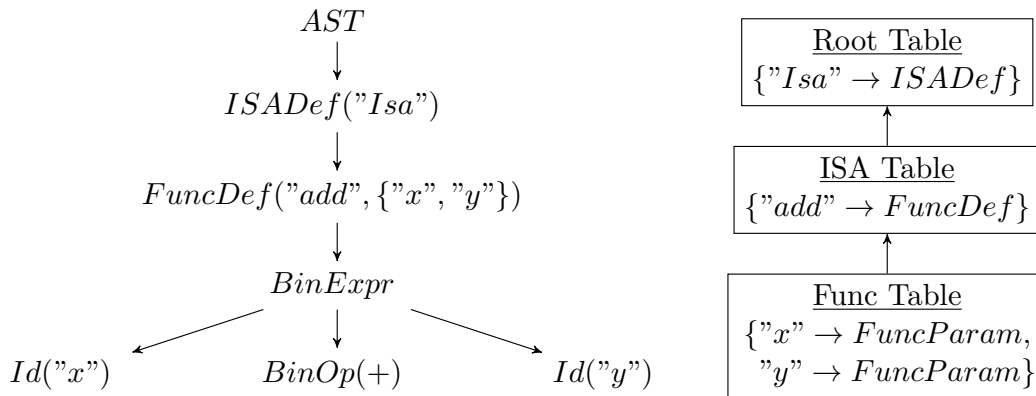 AST
ISADef("Isa")
FuncDef("add", {"x", "y"})
BinExpr
Id("x")
BinOp(+)
Id("y")
Root Table
{"Isa" → ISADef}
ISA Table
{"add" → FuncDef}
Func Table
{"x" → FuncParam,
"y" → FuncParam}